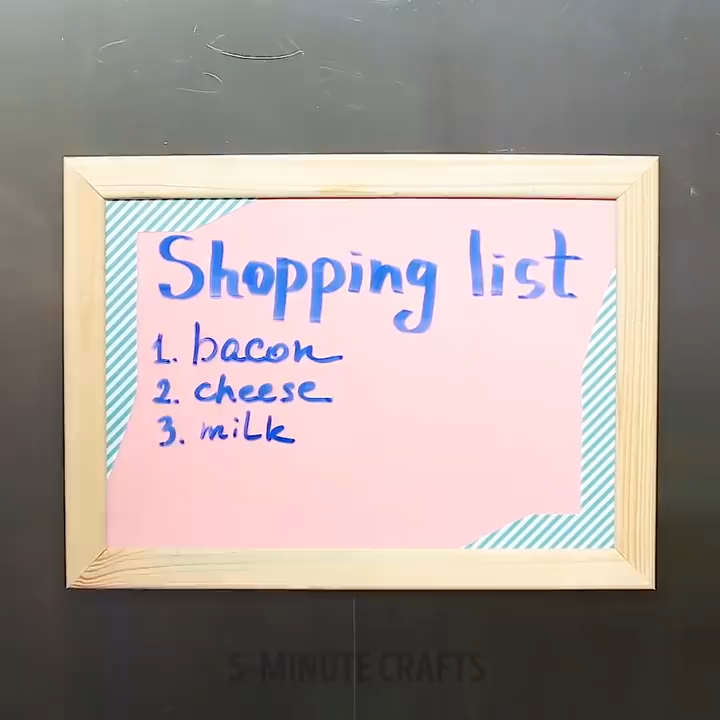 Shopping list
1. bacon
2. cheese
3. milk
5-MINUTE CRAFTS